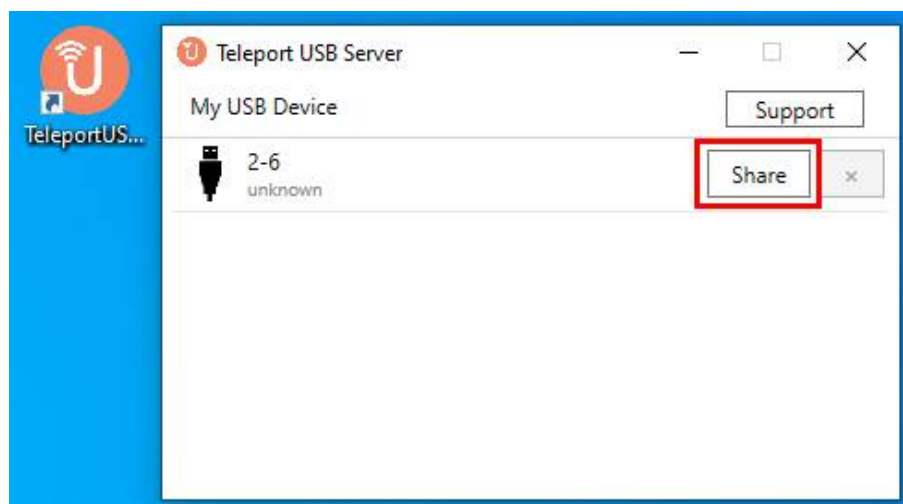 TeleportUS...
Teleport USB Server
My USB Device
Support
2-6
unknown
Share
×